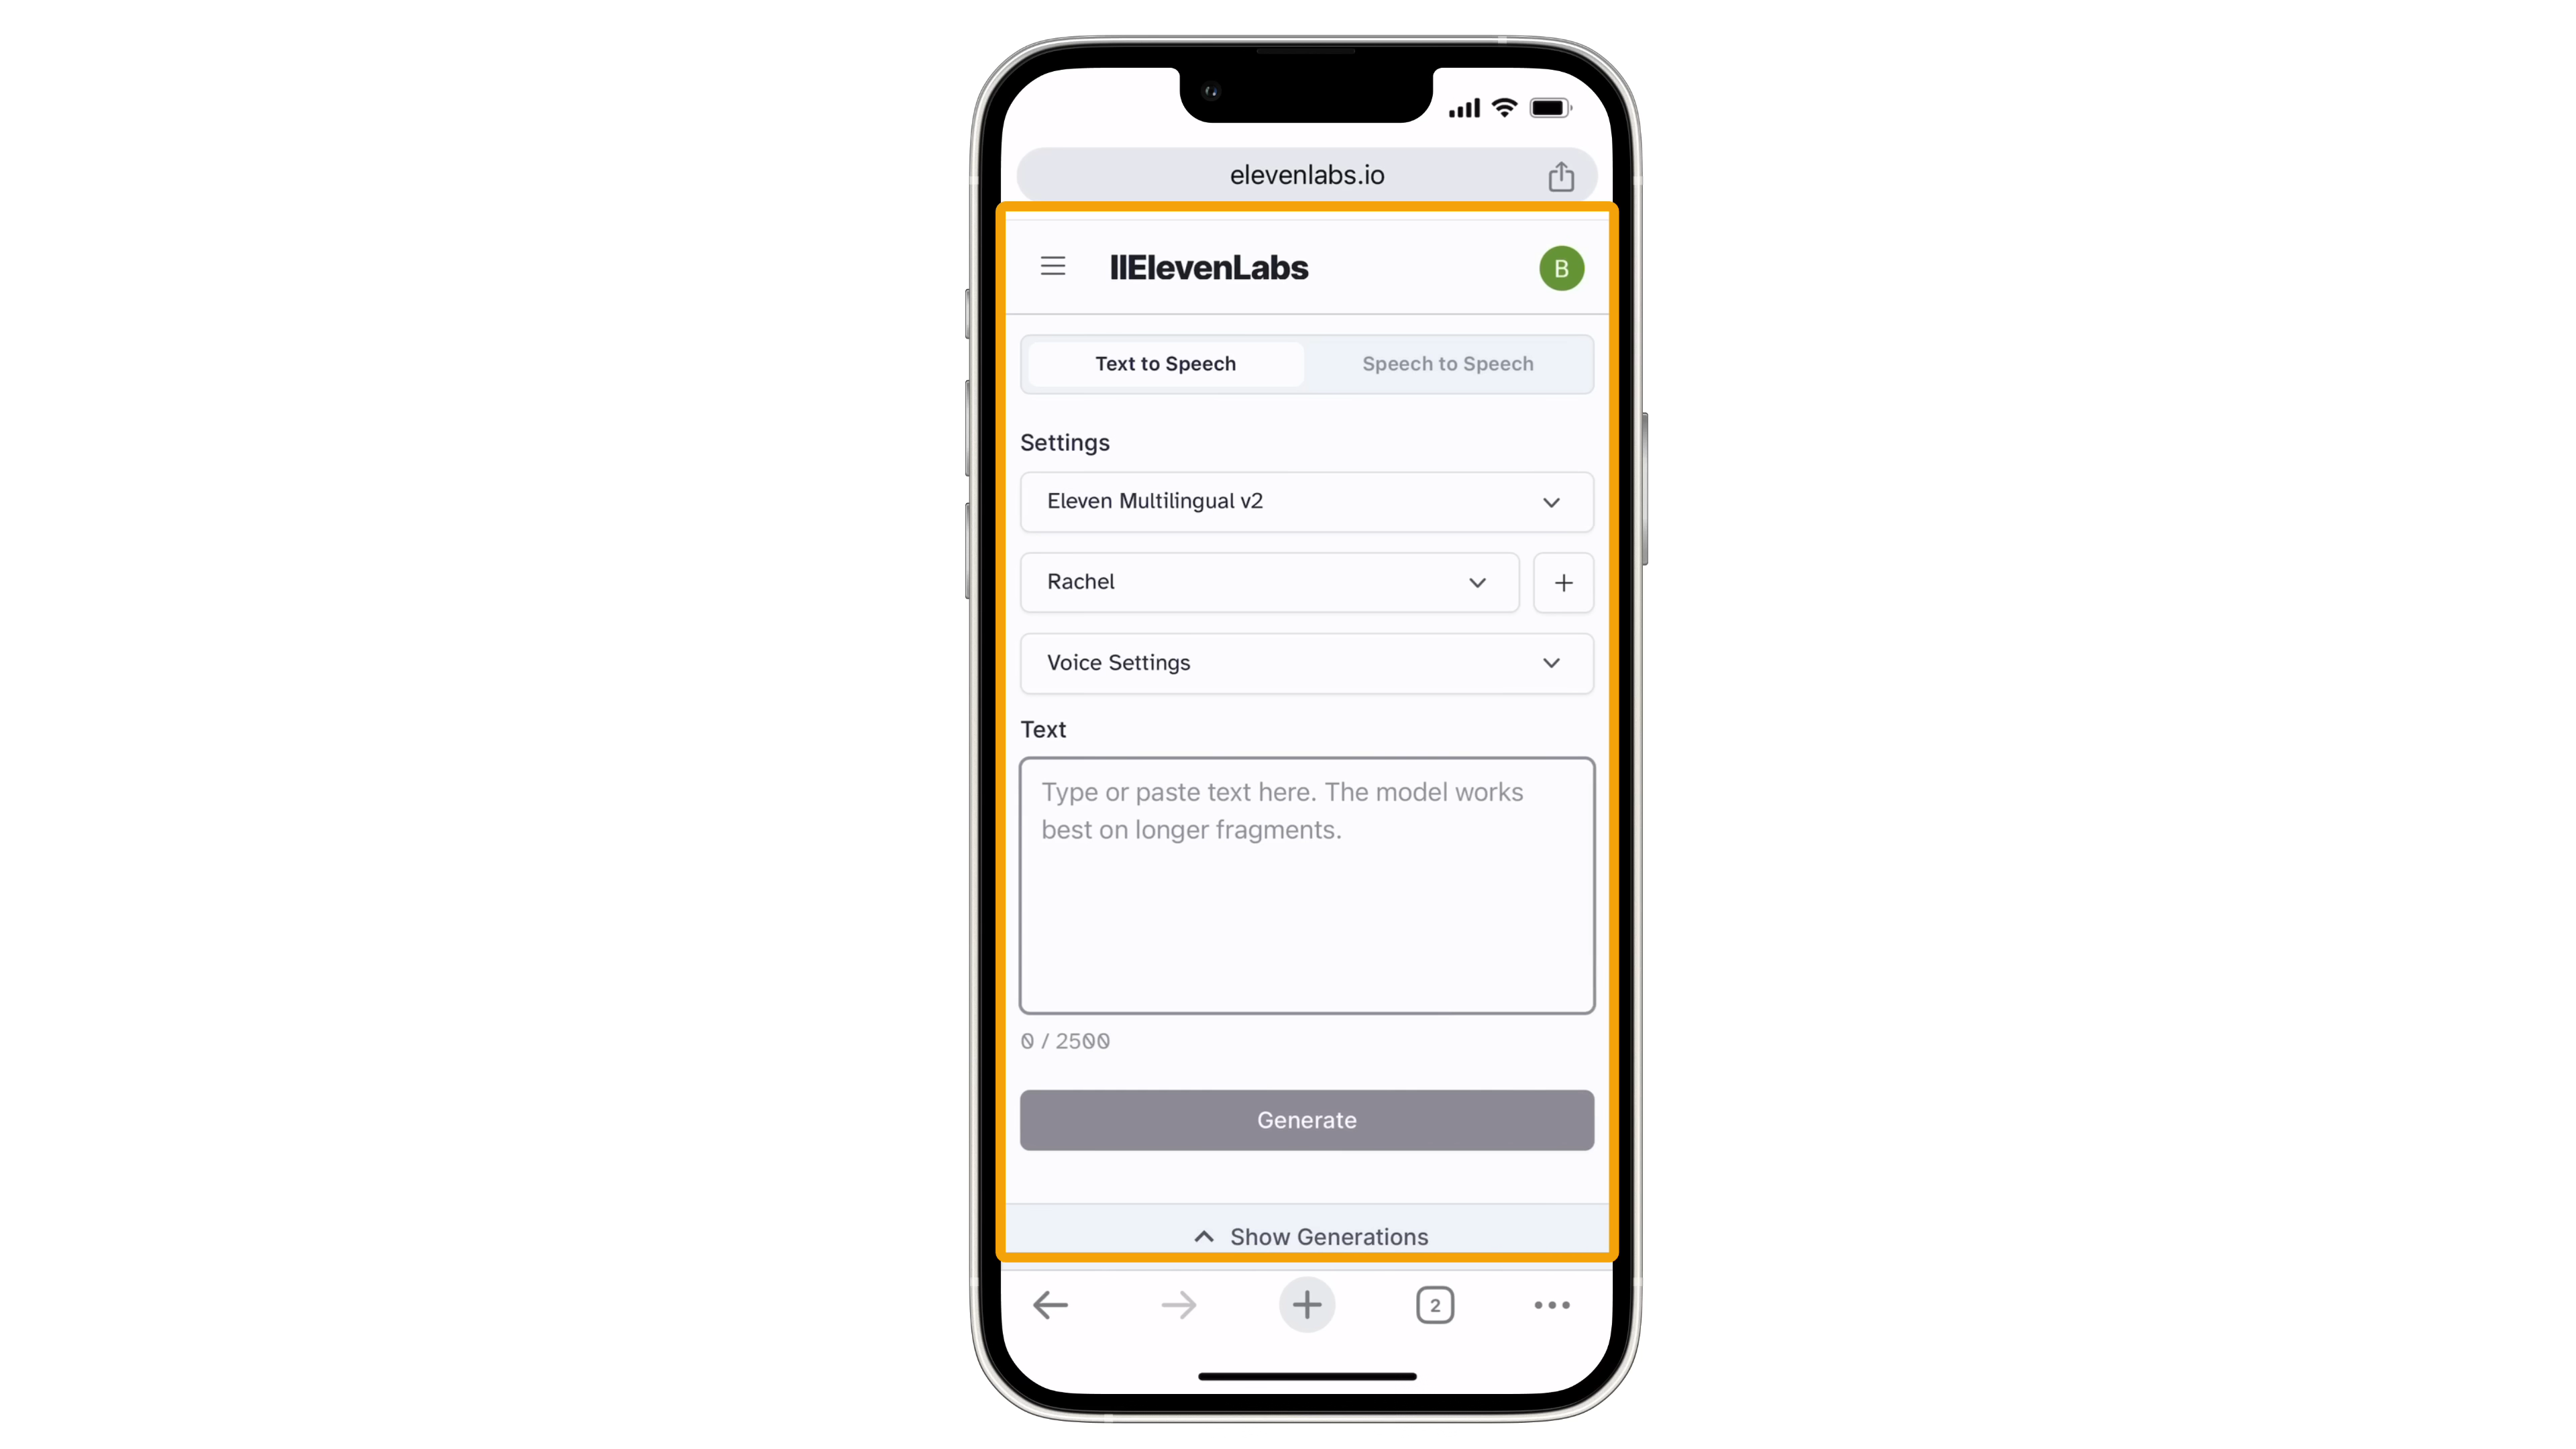 elevenlabs.io
IIElevenLabs
B
Text to Speech
Speech to Speech
Settings
Eleven Multilingual v2
Rachel
Voice Settings
Text
Type or paste text here. The model works
best on longer fragments.
0 / 2500
Generate
Show Generations
2